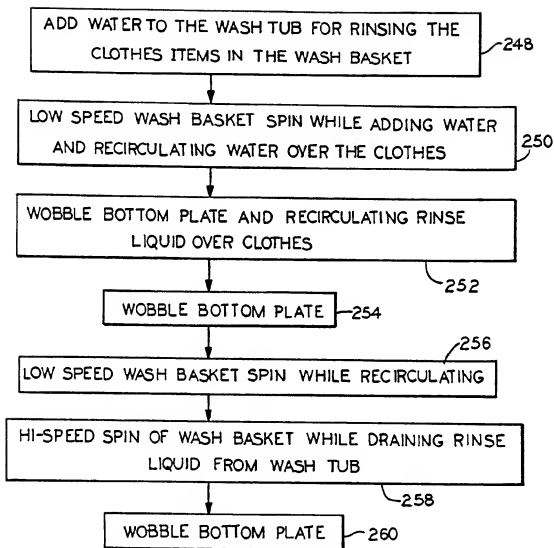 ADD WATER TO THE WASH TUB FOR RINSING THE
CLOTHES ITEMS IN THE WASH BASKET
248
LOW SPEED WASH BASKET SPIN WHILE ADDING WATER
AND RECIRCULATING WATER OVER THE CLOTHES
250
WOBBLE BOTTOM PLATE AND RECIRCULATING RINSE
LIQUID OVER CLOTHES
252
WOBBLE BOTTOM PLATE
254
256
LOW SPEED WASH BASKET SPIN WHILE RECIRCULATING
HI-SPEED SPIN OF WASH BASKET WHILE DRAINING RINSE
LIQUID FROM WASH TUB
258
WOBBLE BOTTOM PLATE
260